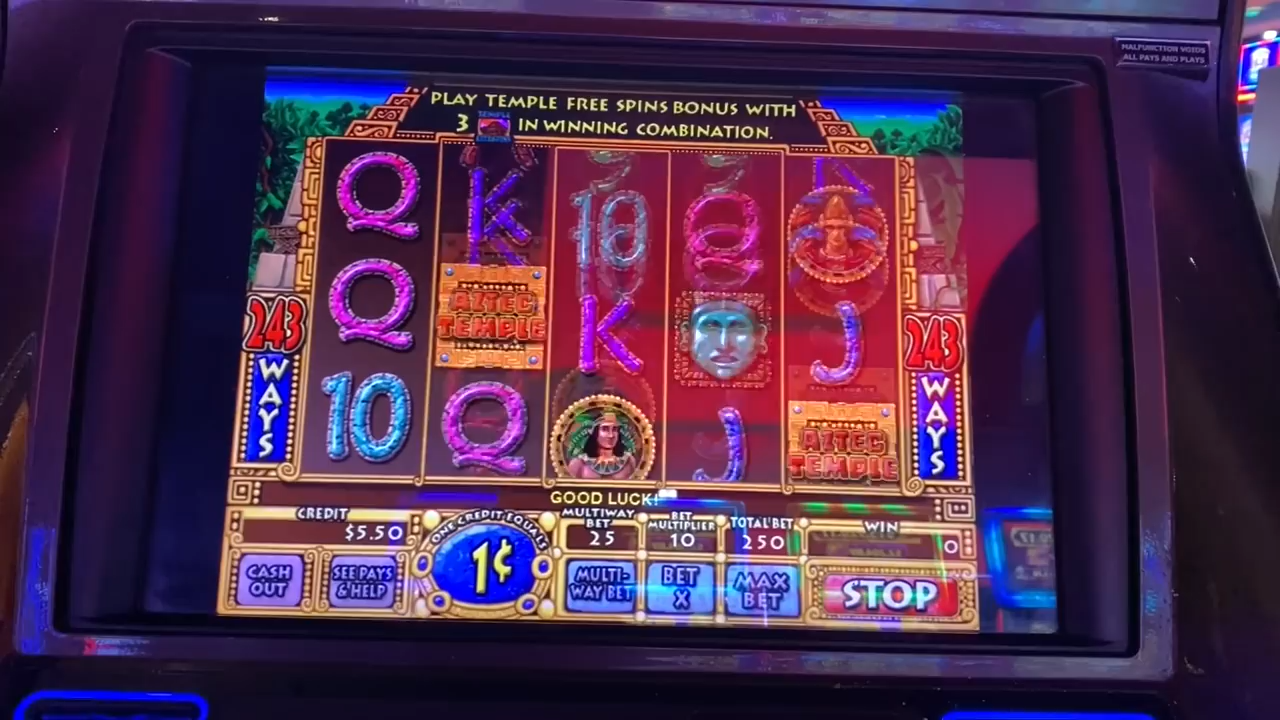 MALFUNCTION VOIDS
ALL PAYS AND PLAYS
PLAY TEMPLE FREE SPINS BONUS WITH
3 IN WINNING COMBINATION.
Q
K
10
Q
Q
AZTEC
TEMPLE
K
J
10
Q
J
AZTEC
TEMPLE
243
WAYS
243
WAYS
GOOD LUCK!
CREDIT
$5.50
ONE CREDIT EQUALS
1¢
MULTIWAY
BET
25
BET
MULTIPLIER
10
TOTAL BET
250
WIN
0
CASH
OUT
SEE PAYS
& HELP
MULTI-
WAY BET
BET
X
MAX
BET
STOP